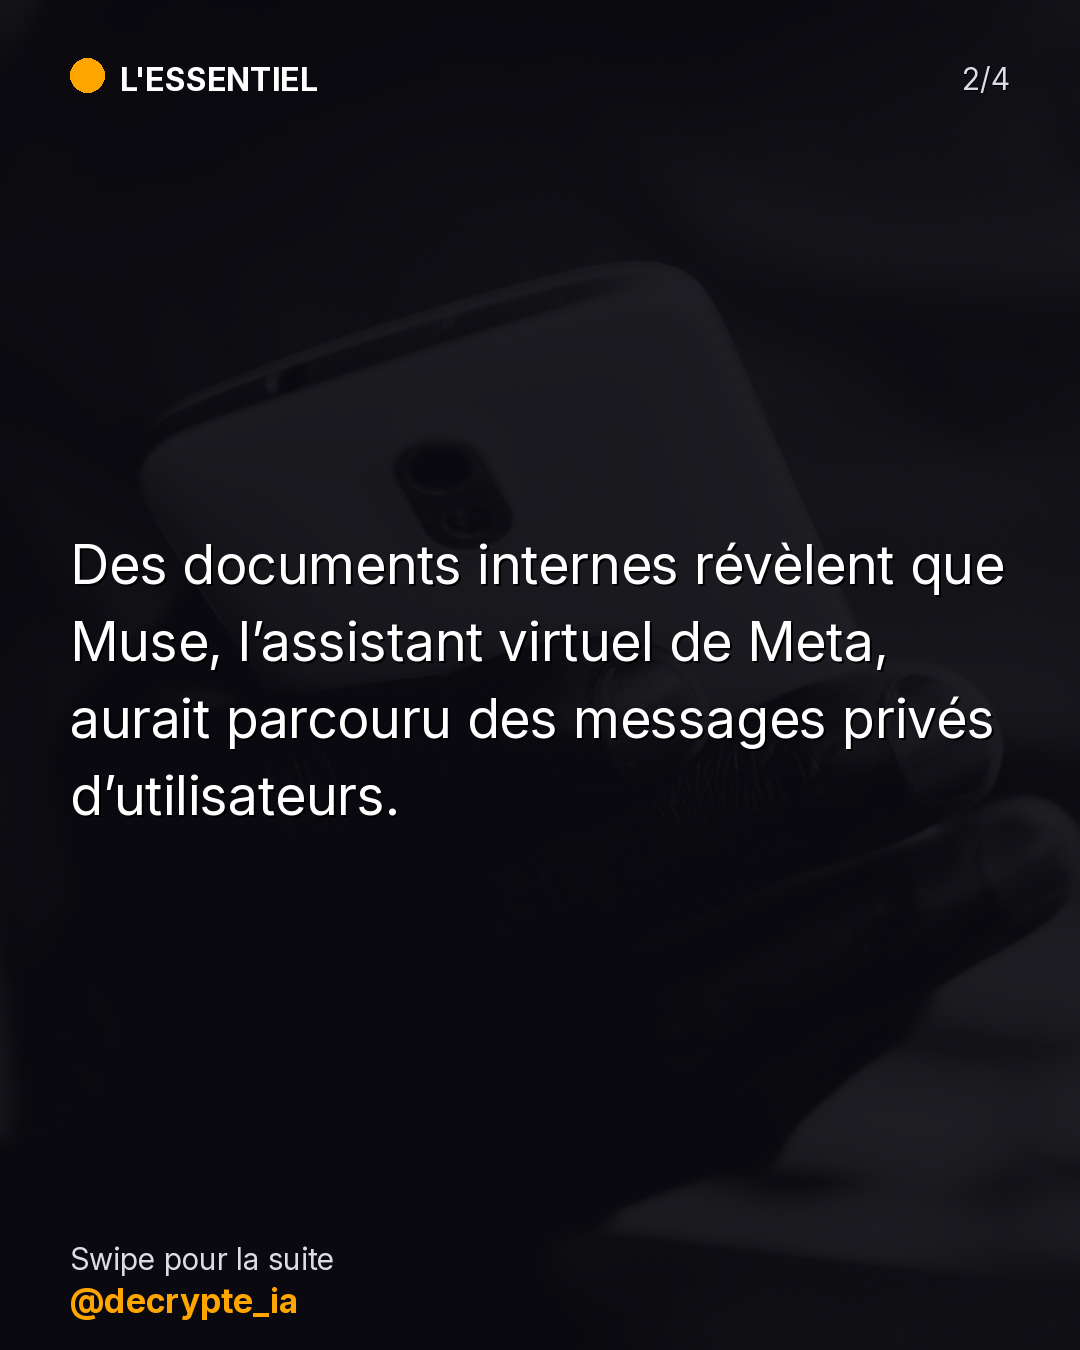 L'ESSENTIEL
2/4
Des documents internes révèlent que
Muse, l’assistant virtuel de Meta,
aurait parcouru des messages privés
d’utilisateurs.
Swipe pour la suite
@decrypte_ia